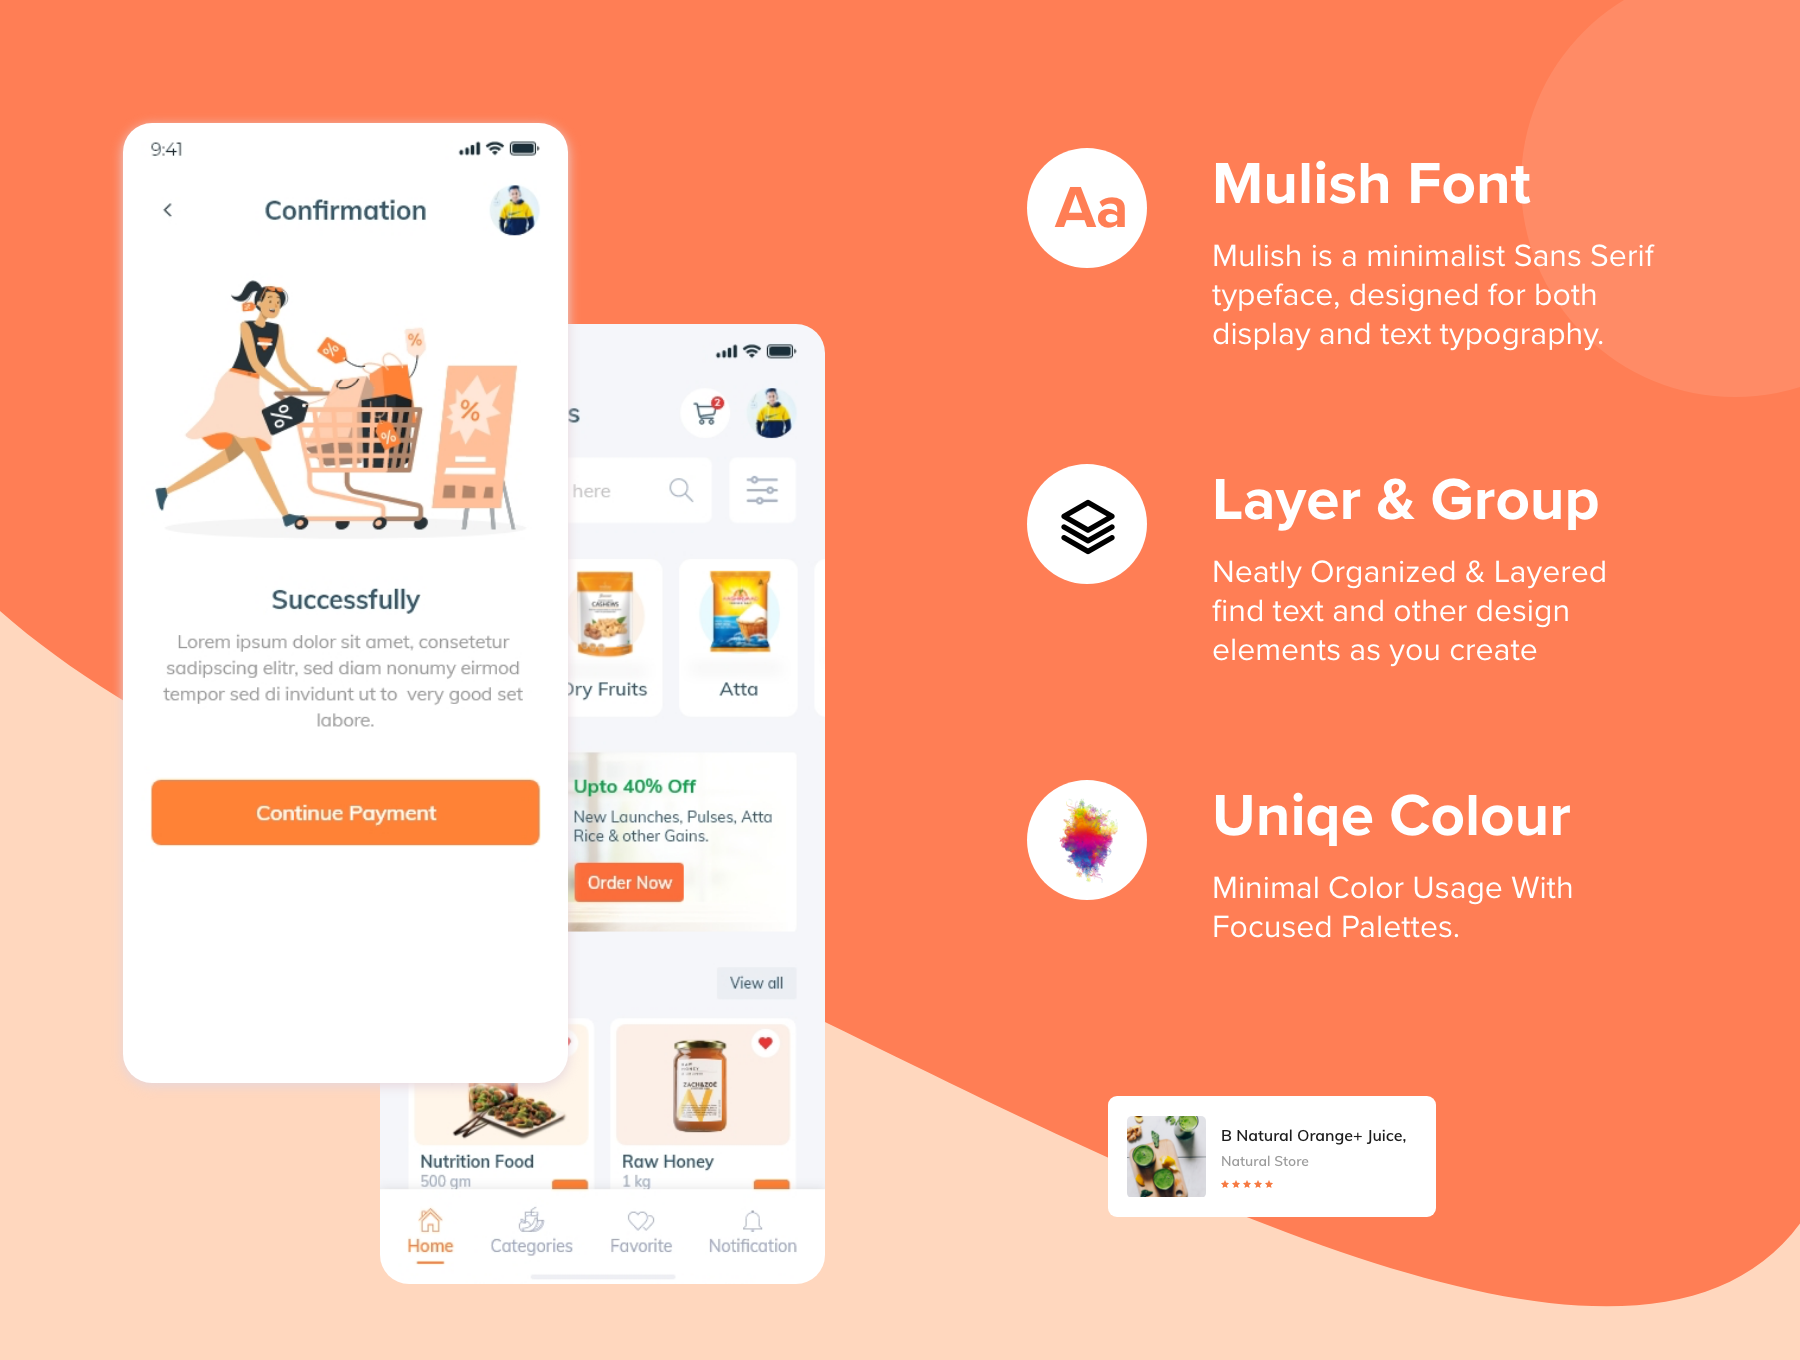 9:41
Confirmation
%
%
%
%
%
Successfully
Lorem ipsum dolor sit amet, consetetur
sadipscing elitr, sed diam nonumy eirmod
tempor sed di invidunt ut to very good set
labore.
Continue Payment
s
2
here
CASHEWS
Dry Fruits
Atta
Upto 40% Off
New Launches, Pulses, Atta
Rice & other Gains.
Order Now
View all
RAW
HONEY
ZACH&ZOË
Nutrition Food
500 gm
Raw Honey
1 kg
Home
Categories
Favorite
Notification
Aa
Mulish Font
Mulish is a minimalist Sans Serif
typeface, designed for both
display and text typography.
Layer & Group
Neatly Organized & Layered
find text and other design
elements as you create
Uniqe Colour
Minimal Color Usage With
Focused Palettes.
B Natural Orange+ Juice,
Natural Store